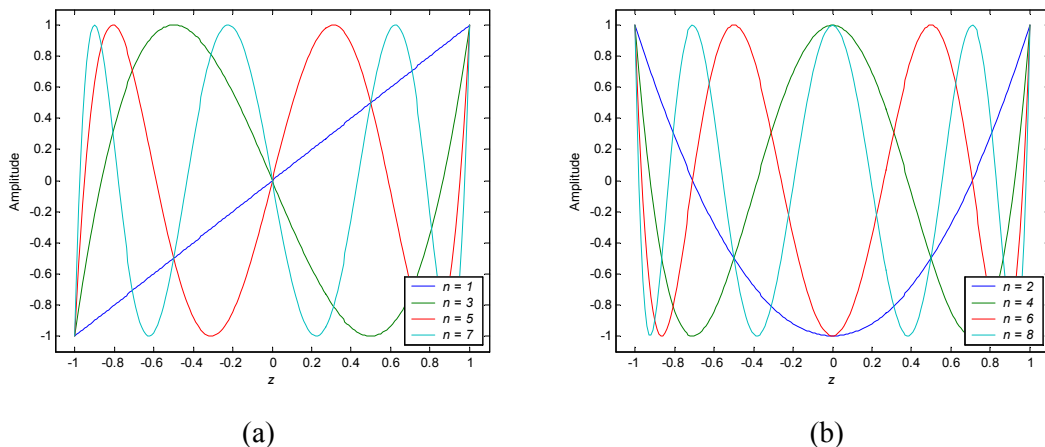 1
0.8
0.6
0.4
0.2
0
-0.2
-0.4
-0.6
-0.8
-1
Amplitude
-1 -0.8 -0.6 -0.4 -0.2 0 0.2 0.4 0.6 0.8 1
z
n = 1
n = 3
n = 5
n = 7
(a)
1
0.8
0.6
0.4
0.2
0
-0.2
-0.4
-0.6
-0.8
-1
Amplitude
-1 -0.8 -0.6 -0.4 -0.2 0 0.2 0.4 0.6 0.8 1
z
n = 2
n = 4
n = 6
n = 8
(b)